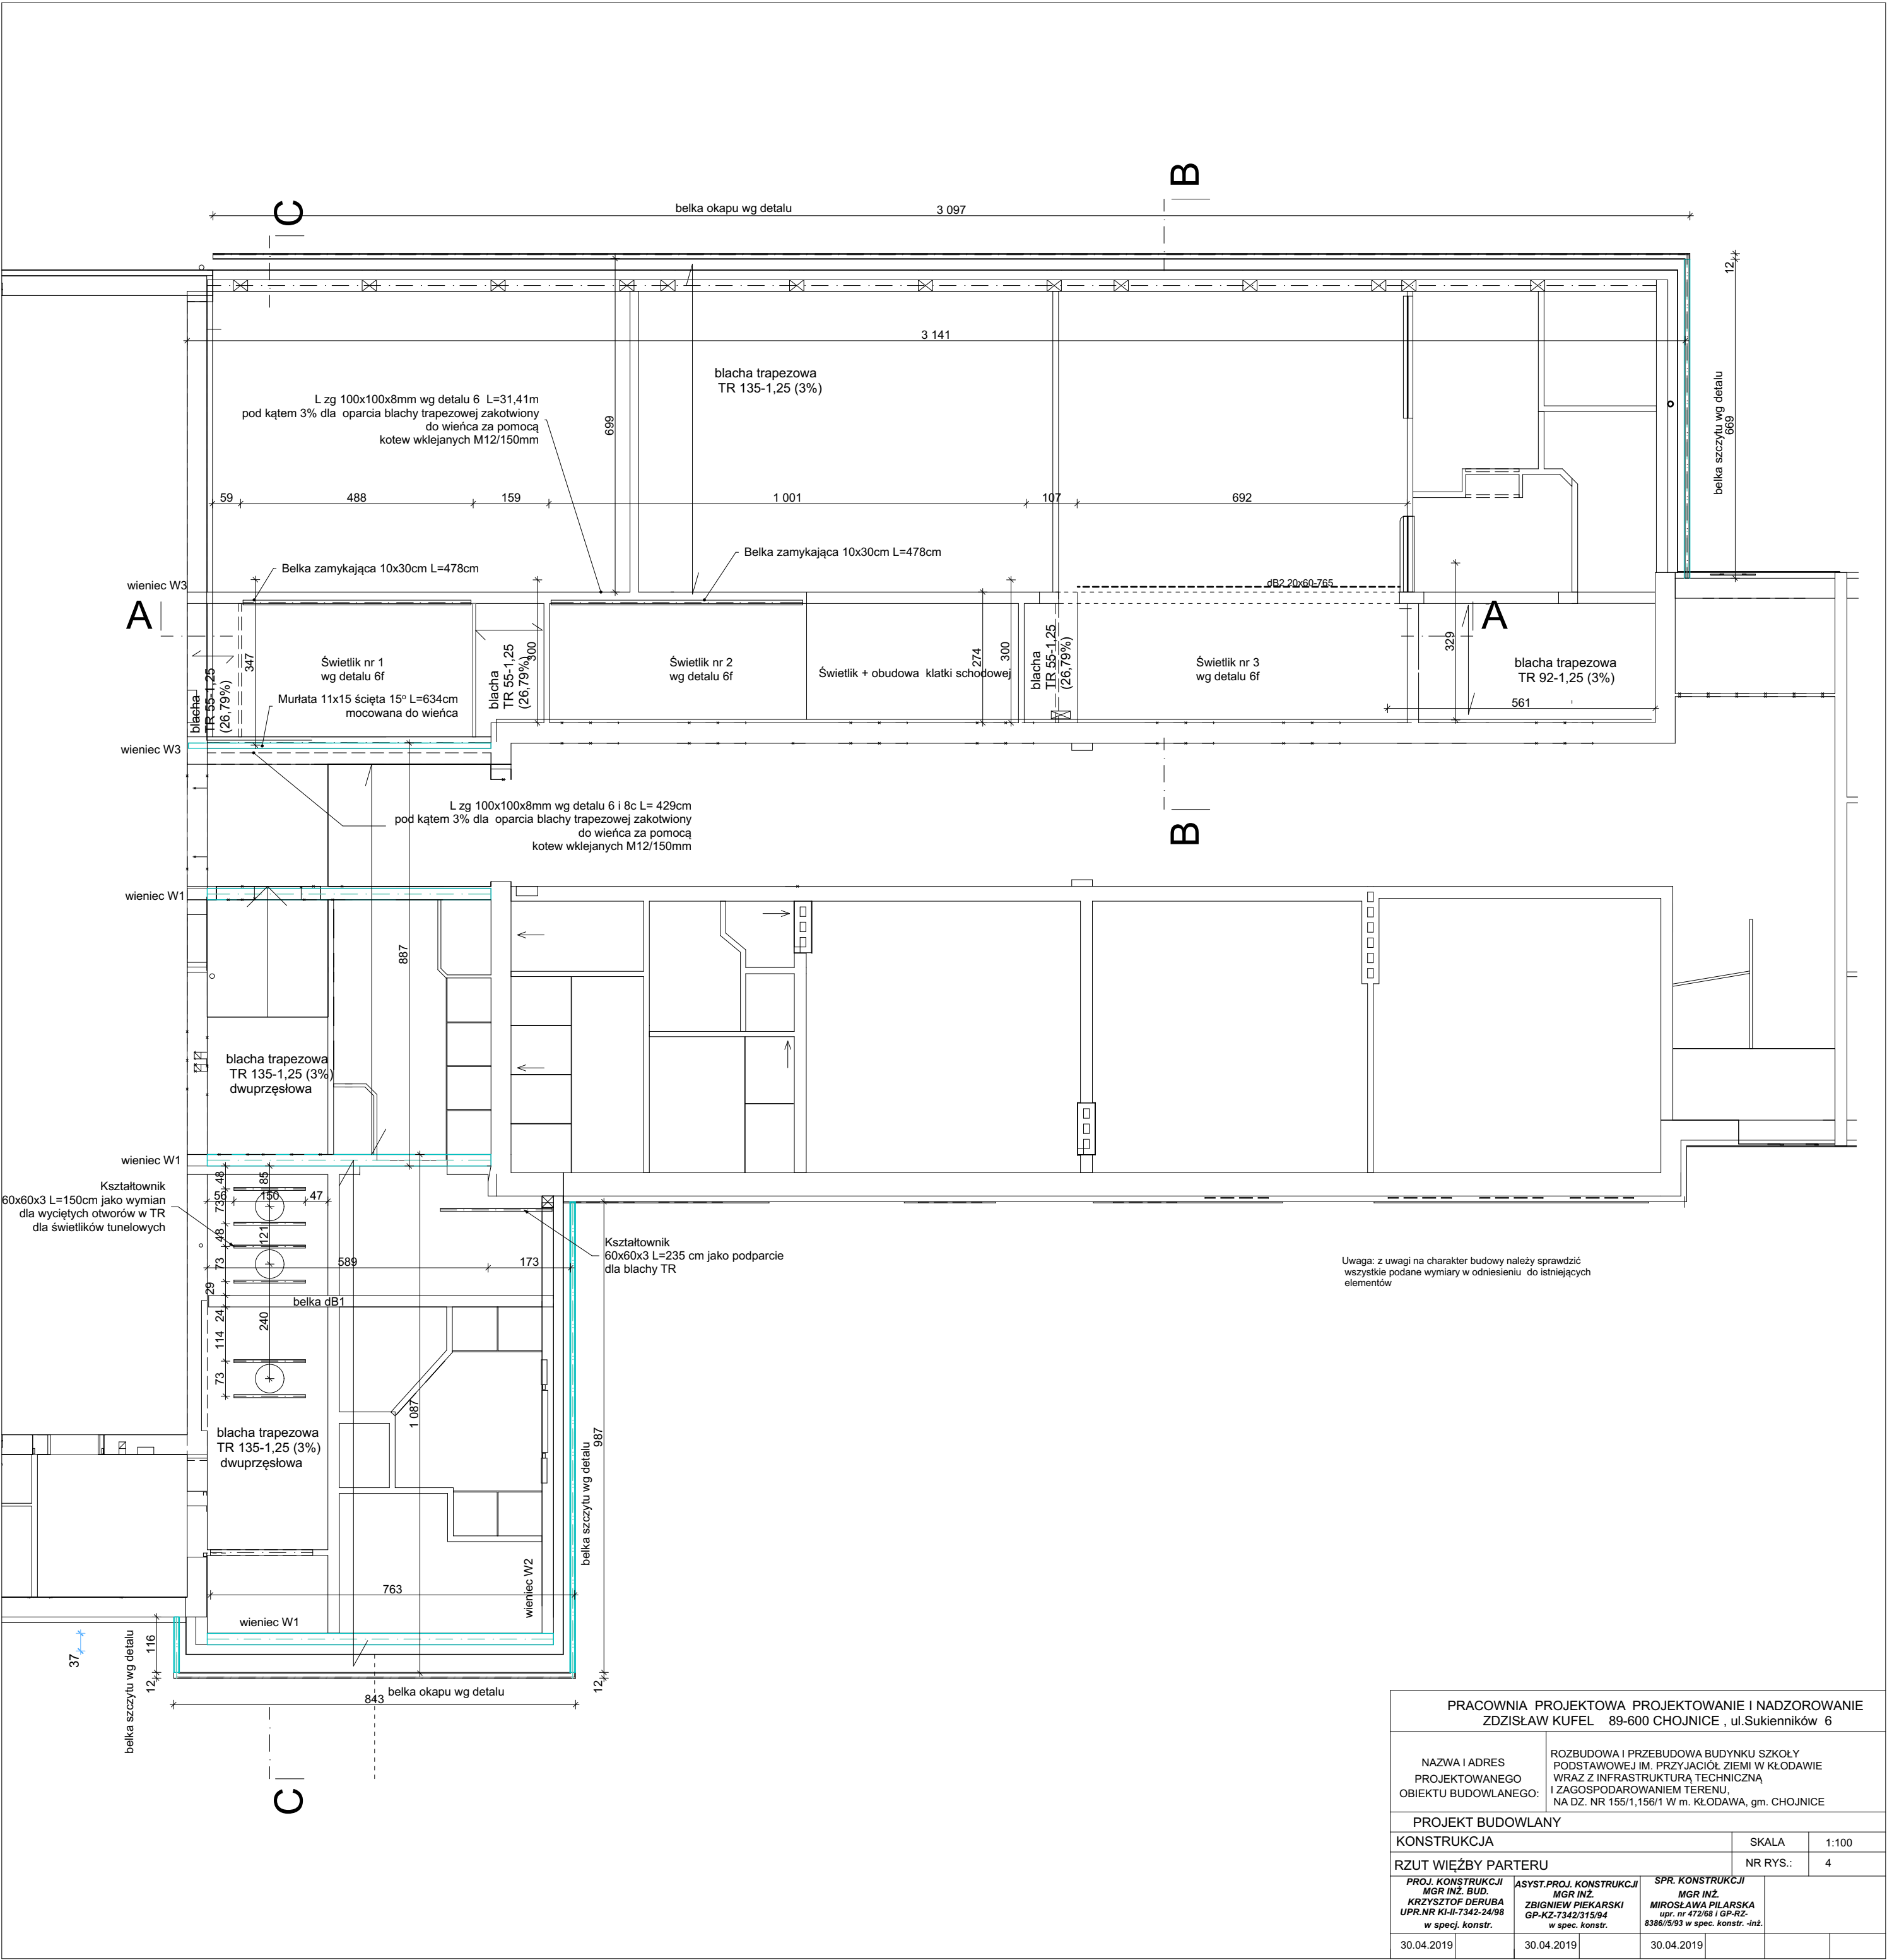 C
B
belka okapu wg detalu
3 097
12
3 141
blacha trapezowa
TR 135-1,25 (3%)
L zg 100x100x8mm wg detalu 6 L=31,41m
pod kątem 3% dla oparcia blachy trapezowej zakotwiony
do wieńca za pomocą
kotew wklejanych M12/150mm
699
belka szczytu wg detalu
669
59
488
159
1 001
107
692
Belka zamykająca 10x30cm L=478cm
Belka zamykająca 10x30cm L=478cm
wieniec W3
dB2 20x60-765
A
A
blacha
TR 55-1,25
(26,79%)
347
Świetlik nr 1
wg detalu 6f
Murłata 11x15 ścięta 15º L=634cm
mocowana do wieńca
blacha
TR 55-1,25
(26,79%)
300
Świetlik nr 2
wg detalu 6f
Świetlik + obudowa klatki schodowej
274
300
blacha
TR 55-1,25
(26,79%)
Świetlik nr 3
wg detalu 6f
329
blacha trapezowa
TR 92-1,25 (3%)
561
wieniec W3
L zg 100x100x8mm wg detalu 6 i 8c L= 429cm
pod kątem 3% dla oparcia blachy trapezowej zakotwiony
do wieńca za pomocą
kotew wklejanych M12/150mm
B
wieniec W1
887
blacha trapezowa
TR 135-1,25 (3%)
dwuprzęsłowa
wieniec W1
Kształtownik
60x60x3 L=150cm jako wymian
dla wyciętych otworów w TR
dla świetlików tunelowych
48
85
56
150
47
73
48
121
73
589
173
Kształtownik
60x60x3 L=235 cm jako podparcie
dla blachy TR
Uwaga: z uwagi na charakter budowy należy sprawdzić
wszystkie podane wymiary w odniesieniu do istniejących
elementów
29
belka dB1
24
240
114
73
1 087
987
belka szczytu wg detalu
blacha trapezowa
TR 135-1,25 (3%)
dwuprzęsłowa
wieniec W2
763
wieniec W1
37
belka szczytu wg detalu
116
12
12
belka okapu wg detalu
843
C
PRACOWNIA PROJEKTOWA PROJEKTOWANIE I NADZOROWANIE
ZDZISŁAW KUFEL 89-600 CHOJNICE , ul.Sukienników 6
NAZWA I ADRES
PROJEKTOWANEGO
OBIEKTU BUDOWLANEGO:
ROZBUDOWA I PRZEBUDOWA BUDYNKU SZKOŁY
PODSTAWOWEJ IM. PRZYJACIÓŁ ZIEMI W KŁODAWIE
WRAZ Z INFRASTRUKTURĄ TECHNICZNĄ
I ZAGOSPODAROWANIEM TERENU,
NA DZ. NR 155/1,156/1 W m. KŁODAWA, gm. CHOJNICE
PROJEKT BUDOWLANY
KONSTRUKCJA
SKALA
1:100
RZUT WIĘŹBY PARTERU
NR RYS.:
4
PROJ. KONSTRUKCJI
MGR INŻ. BUD.
KRZYSZTOF DERUBA
UPR.NR KI-II-7342-24/98
w specj. konstr.
ASYST.PROJ. KONSTRUKCJI
MGR INŻ.
ZBIGNIEW PIEKARSKI
GP-KZ-7342/315/94
w spec. konstr.
SPR. KONSTRUKCJI
MGR INŻ.
MIROSŁAWA PILARSKA
upr. nr 472/68 i GP-RZ-
8386//5/93 w spec. konstr. -inż.
30.04.2019
30.04.2019
30.04.2019